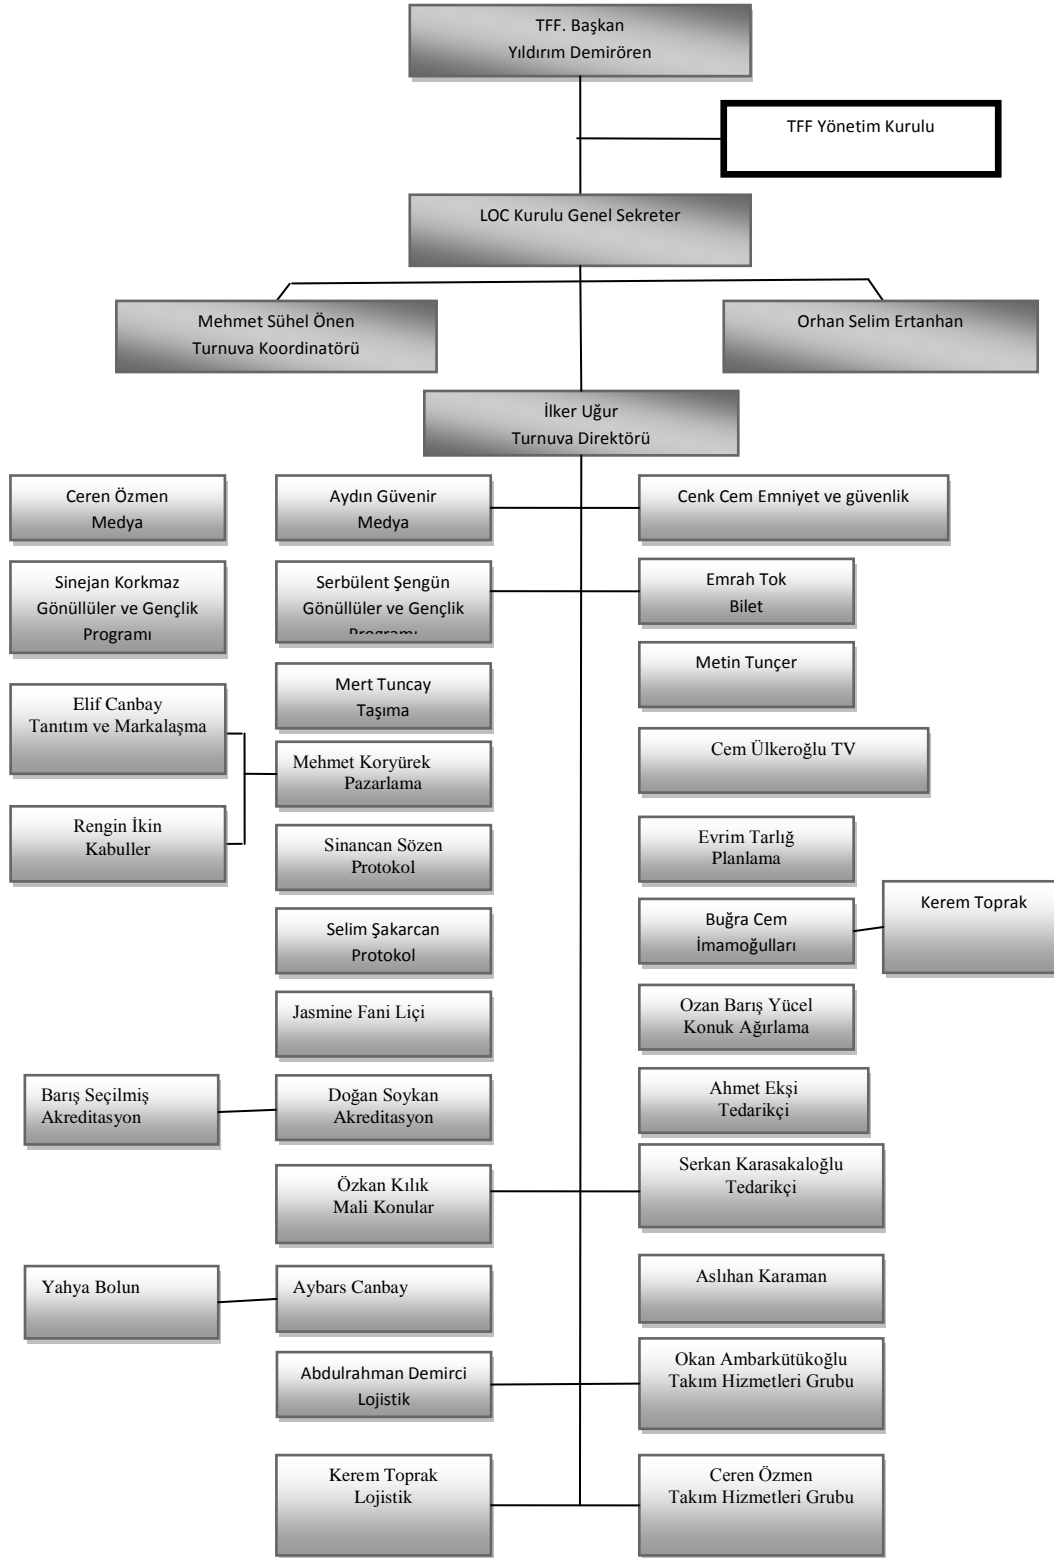 TFF. Başkan
Yıldırım Demirören
TFF Yönetim Kurulu
LOC Kurulu Genel Sekreter
Mehmet Sühel Önen
Turnuva Koordinatörü
Orhan Selim Ertanhan
İlker Uğur
Turnuva Direktörü
Ceren Özmen
Medya
Aydın Güvenir
Medya
Cenk Cem Emniyet ve güvenlik
Sinejan Korkmaz
Gönüllüler ve Gençlik
Programı
Serbülent Şengün
Gönüllüler ve Gençlik
Programı
Emrah Tok
Bilet
Mert Tuncay
Taşıma
Metin Tunçer
Elif Canbay
Tanıtım ve Markalaşma
Mehmet Koryürek
Pazarlama
Cem Ülkeroğlu TV
Rengin İkin
Kabuller
Sinancan Sözen
Protokol
Evrim Tarlığ
Planlama
Selim Şakarcan
Protokol
Buğra Cem
İmamoğulları
Kerem Toprak
Jasmine Fani Liçi
Ozan Barış Yücel
Konuk Ağırlama
Barış Seçilmiş
Akreditasyon
Doğan Soykan
Akreditasyon
Ahmet Ekşi
Tedarikçi
Özkan Kılık
Mali Konular
Serkan Karasakaloğlu
Tedarikçi
Yahya Bolun
Aybars Canbay
Aslıhan Karaman
Abdulrahman Demirci
Lojistik
Okan Ambarkütükoğlu
Takım Hizmetleri Grubu
Kerem Toprak
Lojistik
Ceren Özmen
Takım Hizmetleri Grubu